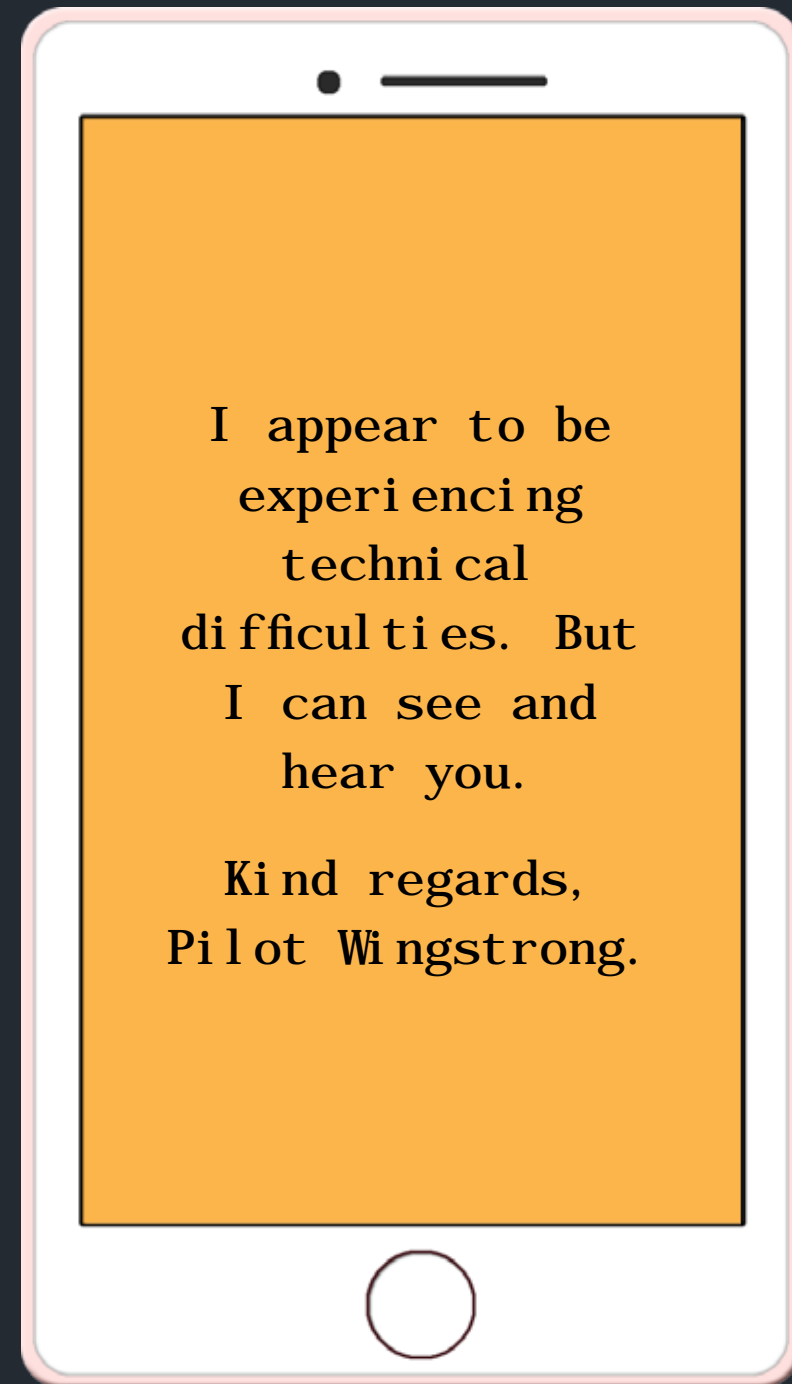 I appear to be
experiencing
technical
difficulties. But
I can see and
hear you.
Kind regards,
Pilot Wingstrong.